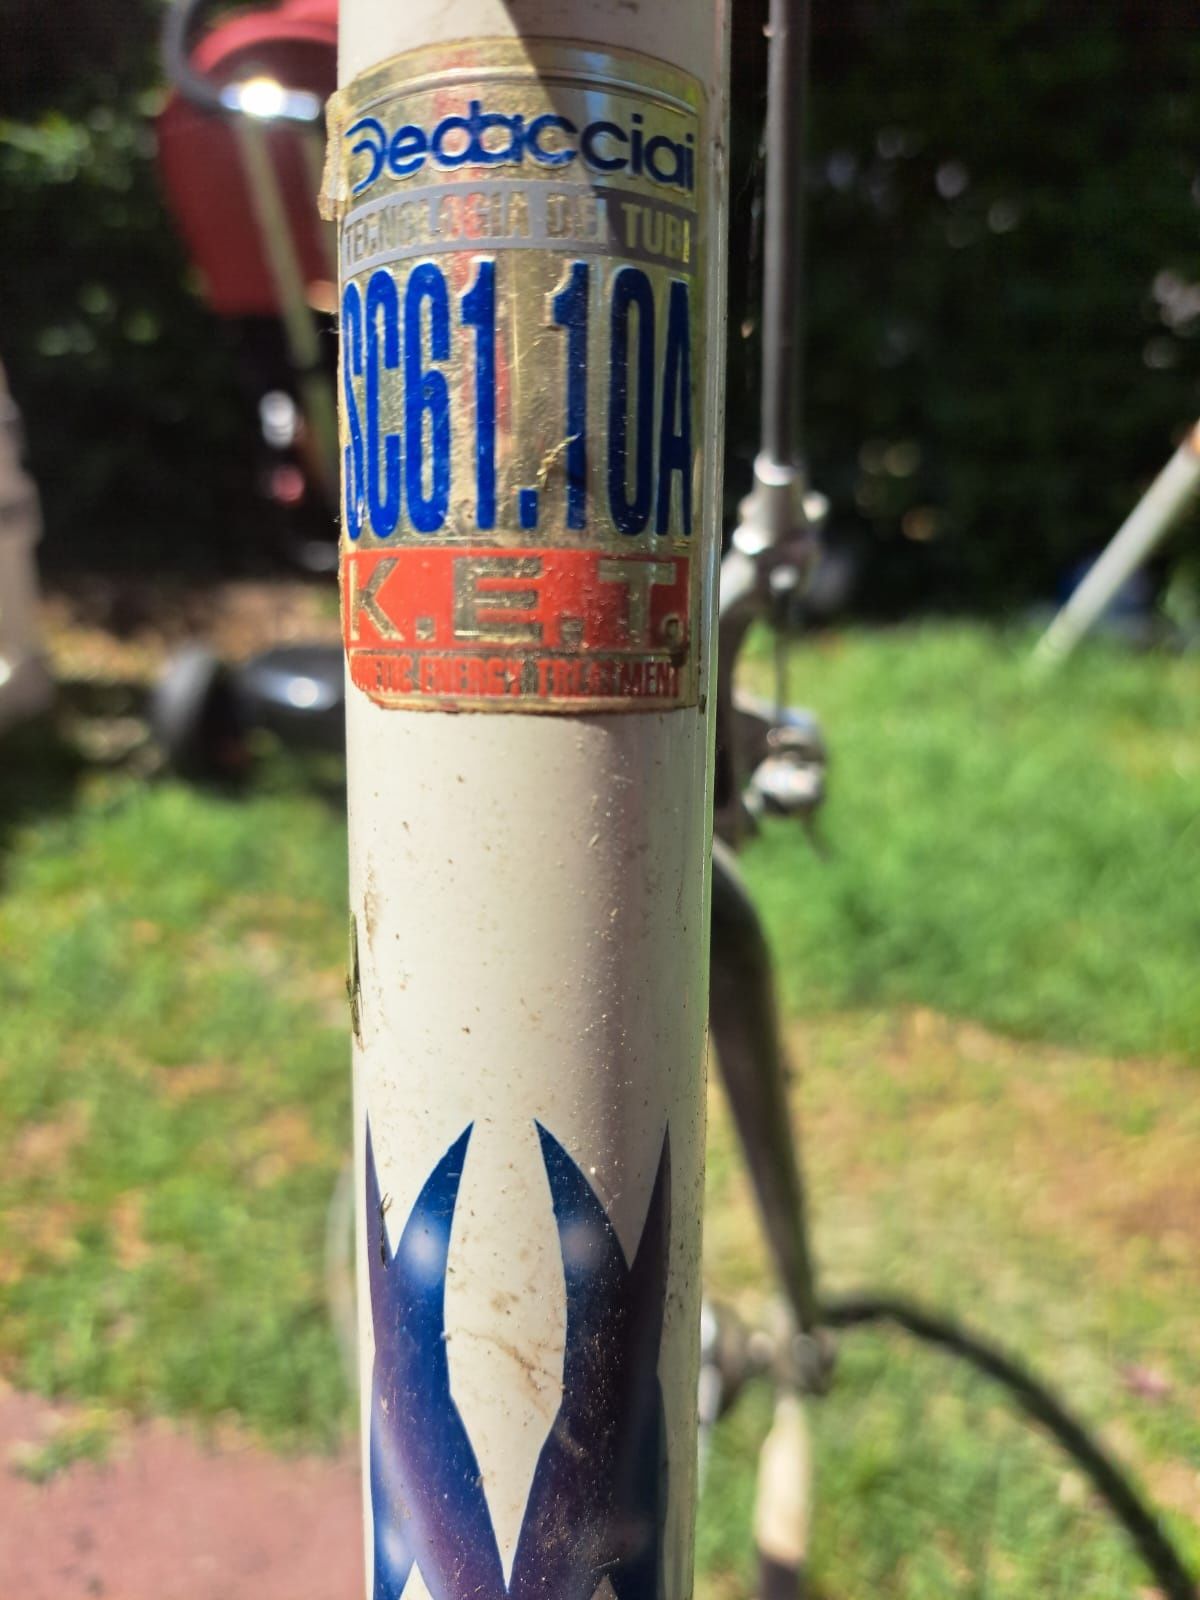 Dedacciai
TECNOLOGIA DEI TUBI
SC61.10A
K.E.T.
KINETIC ENERGY TREATMENT